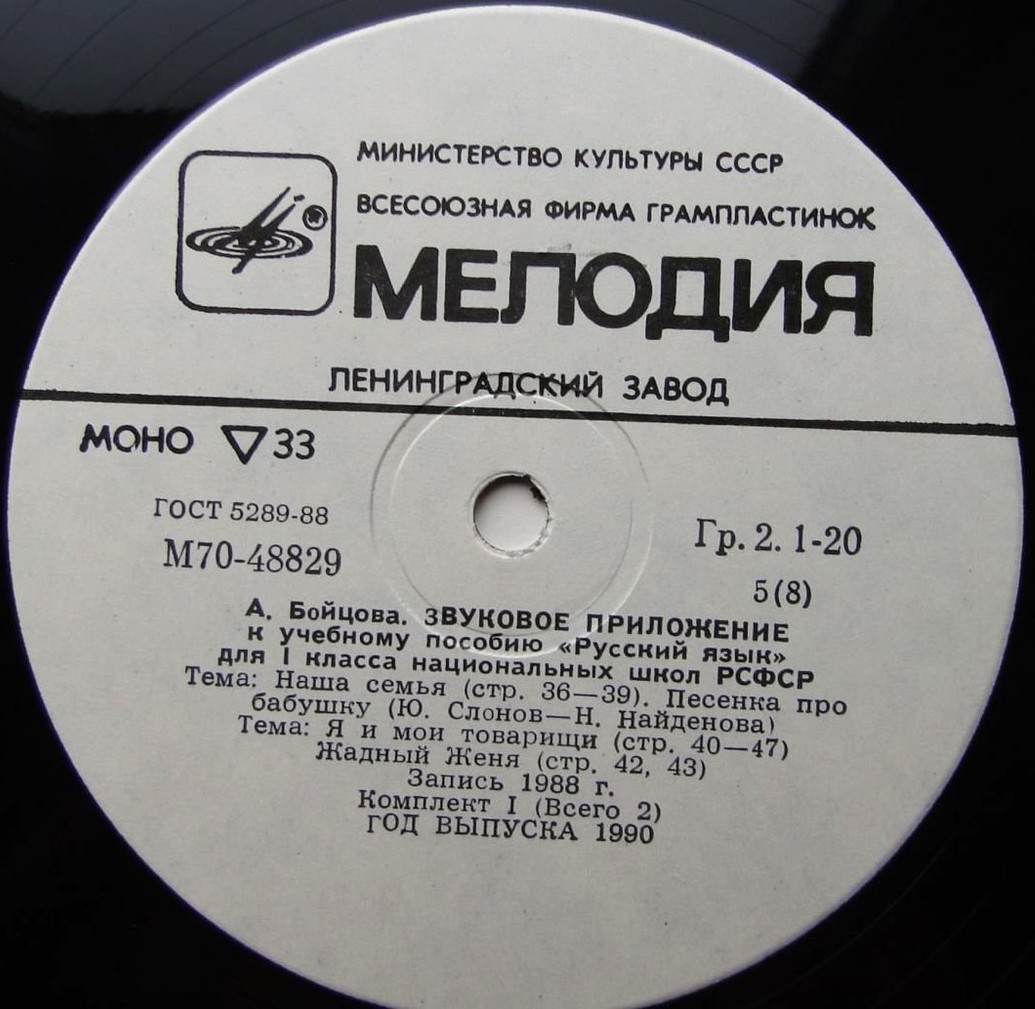 МИНИСТЕРСТВО КУЛЬТУРЫ СССР
ВСЕСОЮЗНАЯ ФИРМА ГРАМПЛАСТИНОК
МЕЛОДИЯ
ЛЕНИНГРАДСКИЙ ЗАВОД
МОНО ▽ 33
ГОСТ 5289-88
М70-48829
Гр. 2. 1-20
5(8)
А. Бойцова. ЗВУКОВОЕ ПРИЛОЖЕНИЕ
к учебному пособию «Русский язык»
для I класса национальных школ РСФСР
Тема: Наша семья (стр. 36—39). Песенка про
бабушку (Ю. Слонов—Н. Найденова)
Тема: Я и мои товарищи (стр. 40—47)
Жадный Женя (стр. 42, 43)
Запись 1988 г.
Комплект I (Всего 2)
ГОД ВЫПУСКА 1990